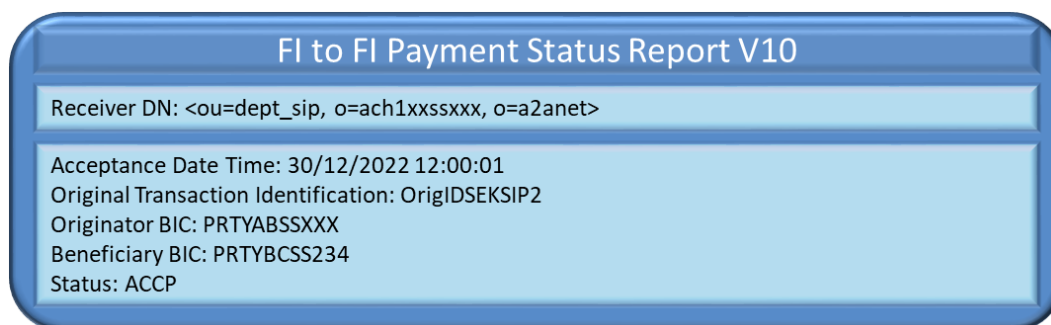 FI to FI Payment Status Report V10
Receiver DN: <ou=dept_sip, o=ach1xxssxxx, o=a2anet>
Acceptance Date Time: 30/12/2022 12:00:01
Original Transaction Identification: OrigIDSEKSIP2
Originator BIC: PRTYABSSXXX
Beneficiary BIC: PRTYBCSS234
Status: ACCP